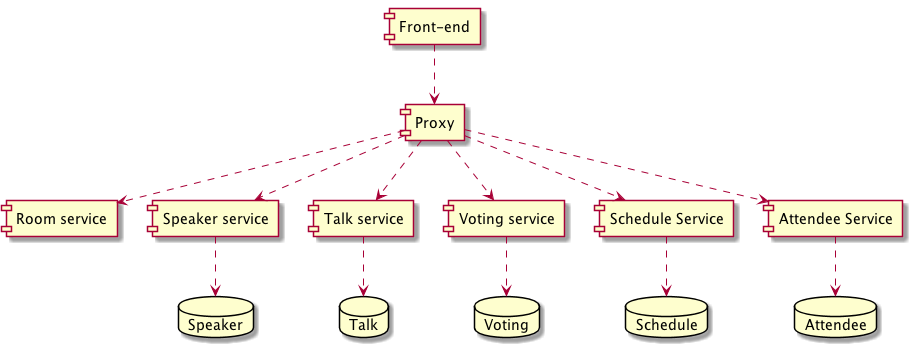 Front-end
Proxy
Room service
Speaker service
Talk service
Voting service
Schedule Service
Attendee Service
Speaker
Talk
Voting
Schedule
Attendee